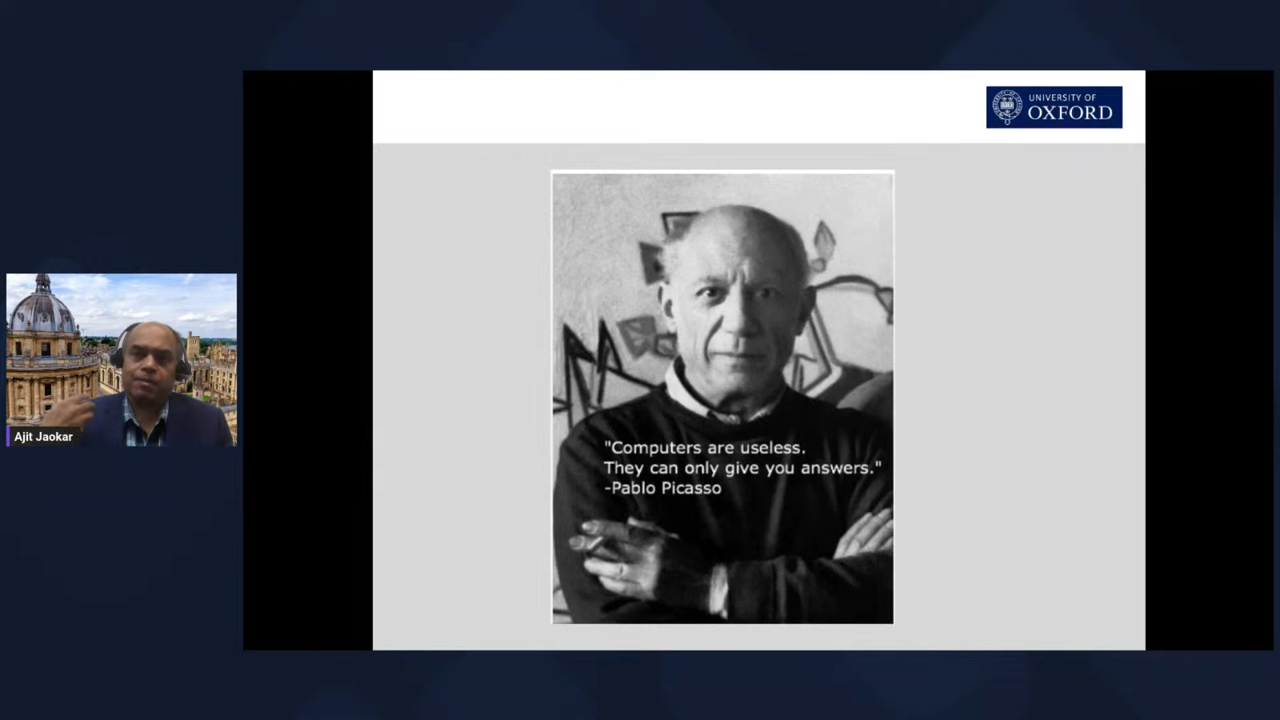 UNIVERSITY OF
OXFORD
"Computers are useless.
They can only give you answers."
-Pablo Picasso
Ajit Jaokar